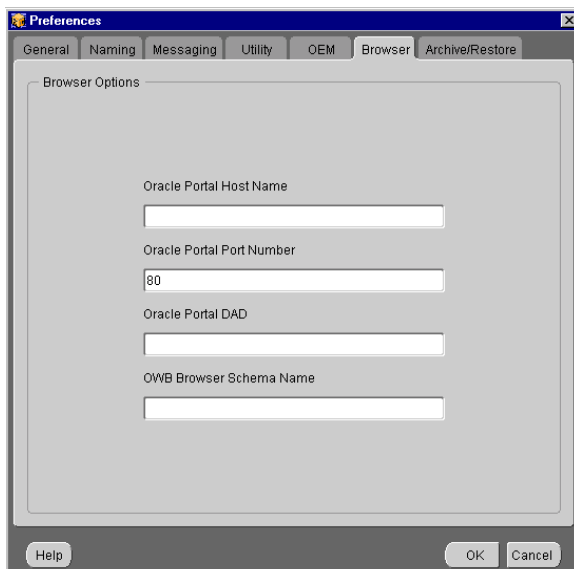 Preferences
General Naming Messaging Utility OEM Browser Archive/Restore
Browser Options
Oracle Portal Host Name
Oracle Portal Port Number
80
Oracle Portal DAD
OWB Browser Schema Name
Help OK Cancel